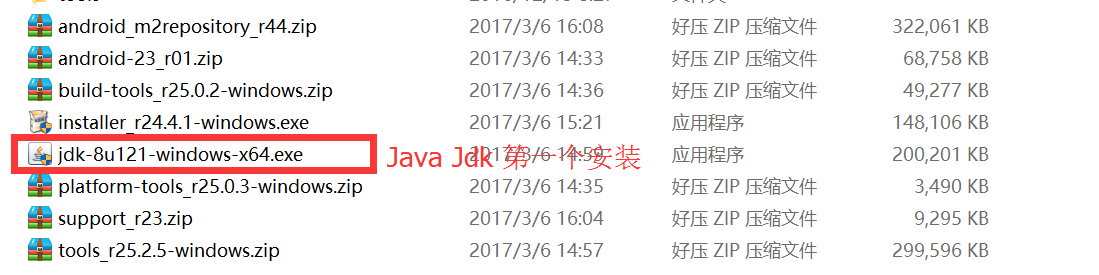 android_m2repository_r44.zip 2017/3/6 16:08 好压 ZIP 压缩文件 322,061 KB
android-23_r01.zip 2017/3/6 14:33 好压 ZIP 压缩文件 68,758 KB
build-tools_r25.0.2-windows.zip 2017/3/6 14:36 好压 ZIP 压缩文件 49,277 KB
installer_r24.4.1-windows.exe 2017/3/6 15:21 应用程序 148,106 KB
jdk-8u121-windows-x64.exe Java Jdk 第一个安装 2017/3/6 14:59 应用程序 200,201 KB
platform-tools_r25.0.3-windows.zip 2017/3/6 14:35 好压 ZIP 压缩文件 3,490 KB
support_r23.zip 2017/3/6 16:04 好压 ZIP 压缩文件 9,295 KB
tools_r25.2.5-windows.zip 2017/3/6 14:57 好压 ZIP 压缩文件 299,596 KB